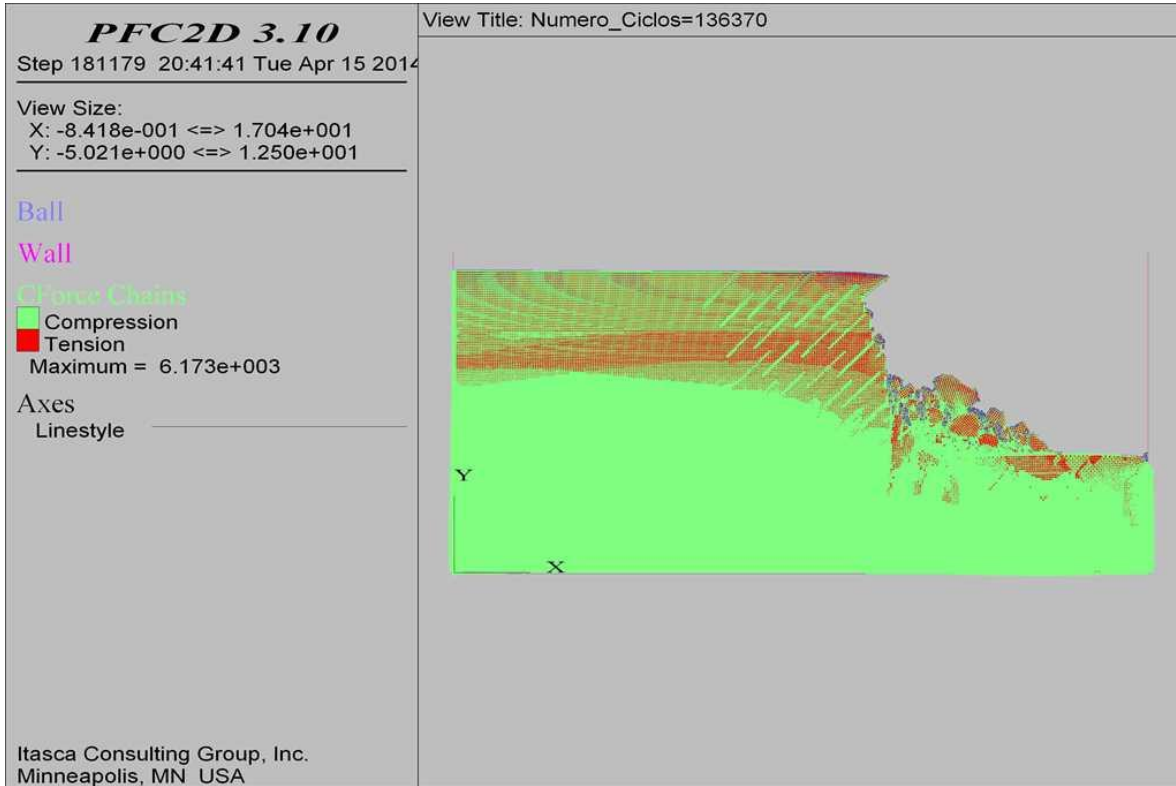 PFC2D 3.10
Step 181179 20:41:41 Tue Apr 15 2014
View Size:
X: -8.418e-001 <=> 1.704e+001
Y: -5.021e+000 <=> 1.250e+001
Ball
Wall
CForce Chains
Compression
Tension
Maximum = 6.173e+003
Axes
Linestyle
Itasca Consulting Group, Inc.
Minneapolis, MN USA
View Title: Numero_Ciclos=136370
Y
X